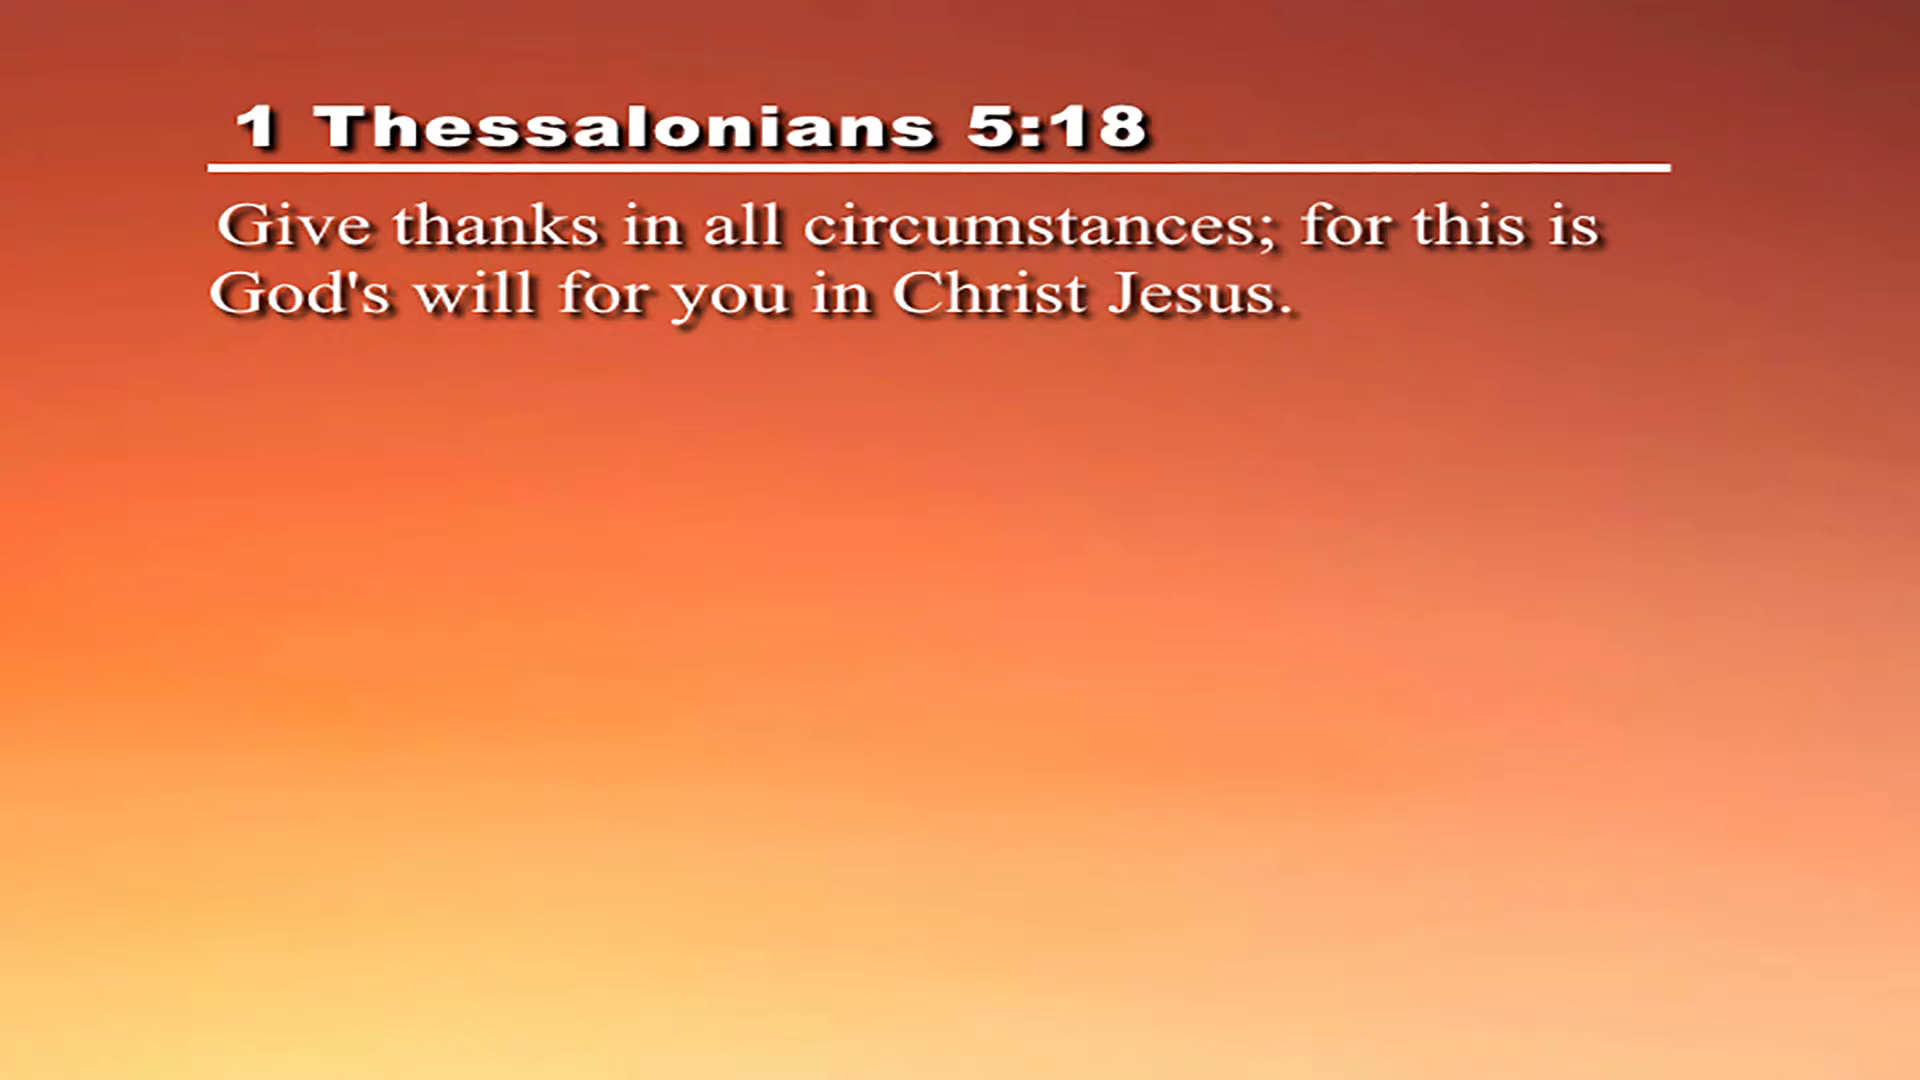 1 Thessalonians 5:18
Give thanks in all circumstances; for this is
God's will for you in Christ Jesus.